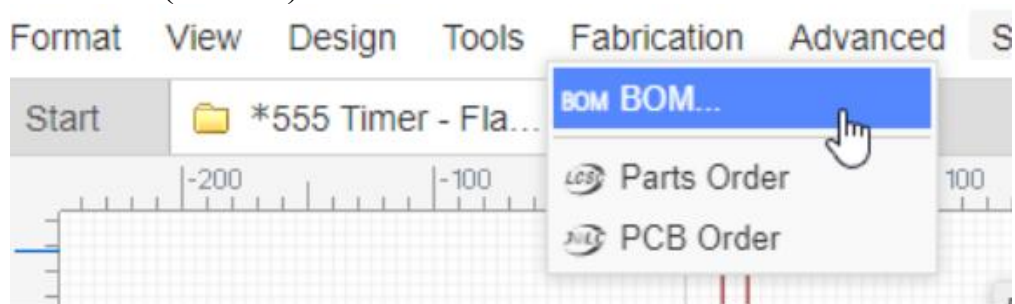 Format View Design Tools Fabrication Advanced S
BOM BOM...
Start *555 Timer - Fla...
LCSC Parts Order
-200 -100 100
PCB Order